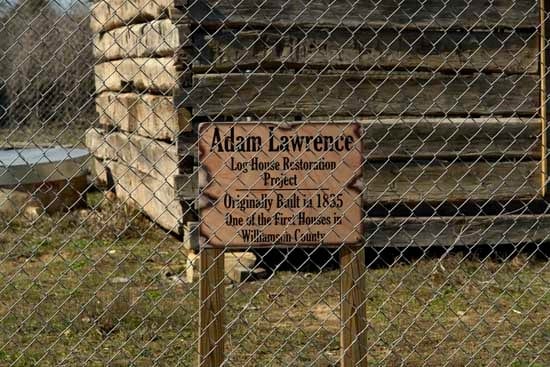 Adam Lawrence
Log House Restoration
Project
Originally Built in 1835
One of the First Houses in
Williamson County